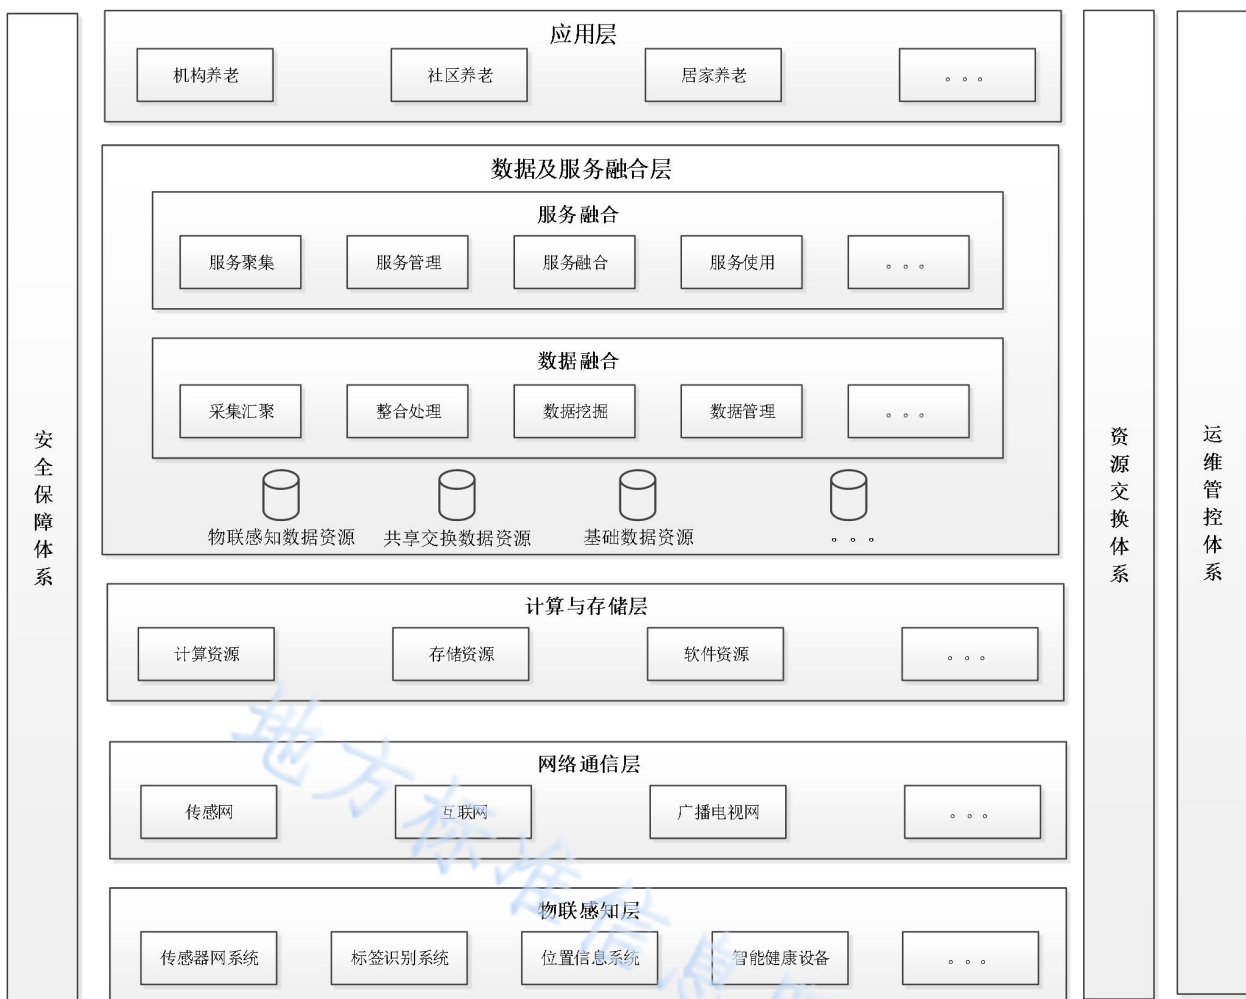 应用层
机构养老
社区养老
居家养老
。。。
数据及服务融合层
服务融合
服务聚集
服务管理
服务融合
服务使用
。。。
数据融合
采集汇聚
整合处理
数据挖掘
数据管理
。。。
物联感知数据资源
共享交换数据资源
基础数据资源
。。。
计算与存储层
计算资源
存储资源
软件资源
。。。
网络通信层
传感网
互联网
广播电视网
。。。
物联感知层
传感器网系统
标签识别系统
位置信息系统
智能健康设备
。。。
安全保障体系
资源交换体系
运维管控体系
地方标准信息